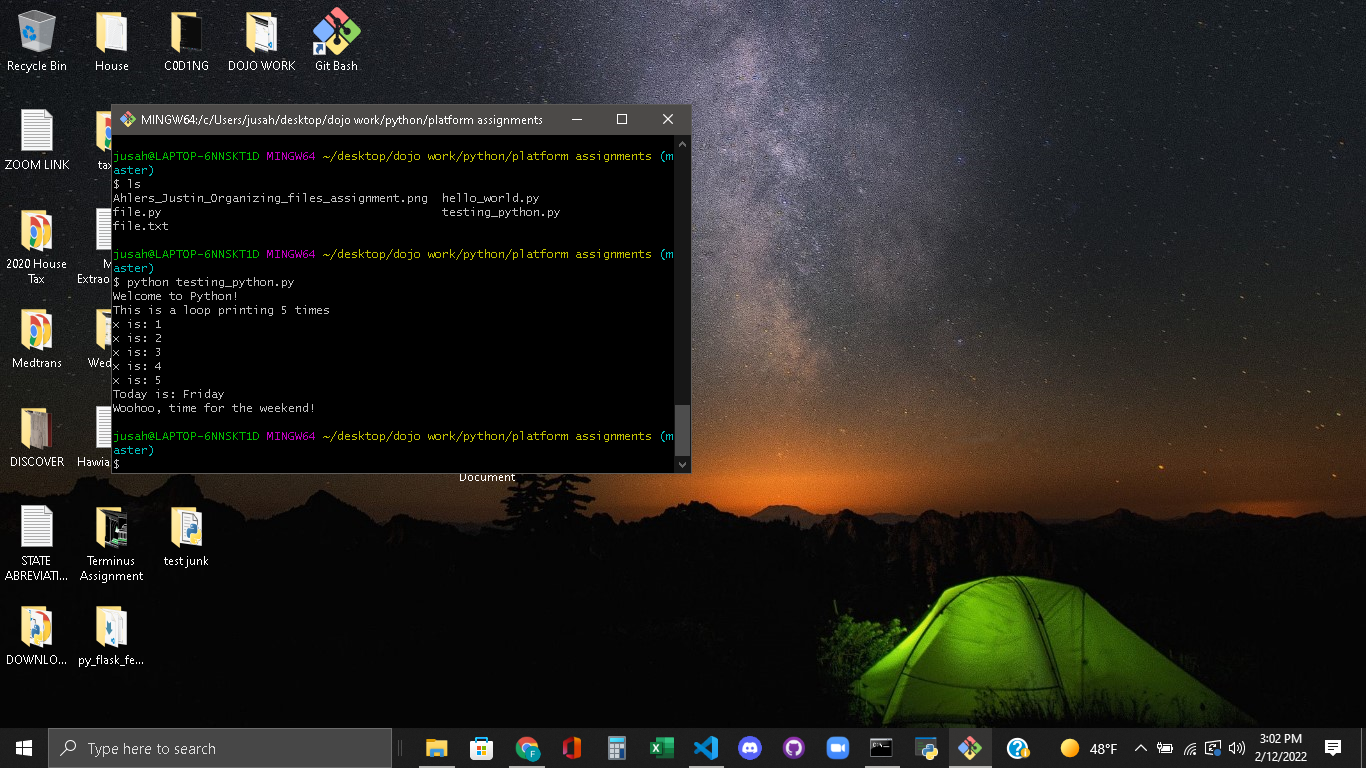 Recycle Bin
House
C0D1NG
DOJO WORK
Git Bash
ZOOM LINK
tax
2020 House
Tax
M
Extrao
Medtrans
Wed
DISCOVER
Hawia
Document
STATE
ABREVIATI...
Terminus
Assignment
test junk
DOWNLO...
py_flask_fe...
MINGW64:/c/Users/jusah/desktop/dojo work/python/platform assignments
jusah@LAPTOP-6NNSKT1D MINGW64 ~/desktop/dojo work/python/platform assignments (m
aster)
$ ls
Ahlers_Justin_Organizing_files_assignment.png hello_world.py
file.py testing_python.py
file.txt
jusah@LAPTOP-6NNSKT1D MINGW64 ~/desktop/dojo work/python/platform assignments (m
aster)
$ python testing_python.py
Welcome to Python!
This is a loop printing 5 times
x is: 1
x is: 2
x is: 3
x is: 4
x is: 5
Today is: Friday
Woohoo, time for the weekend!
jusah@LAPTOP-6NNSKT1D MINGW64 ~/desktop/dojo work/python/platform assignments (m
aster)
$
Type here to search
48°F
3:02 PM
2/12/2022